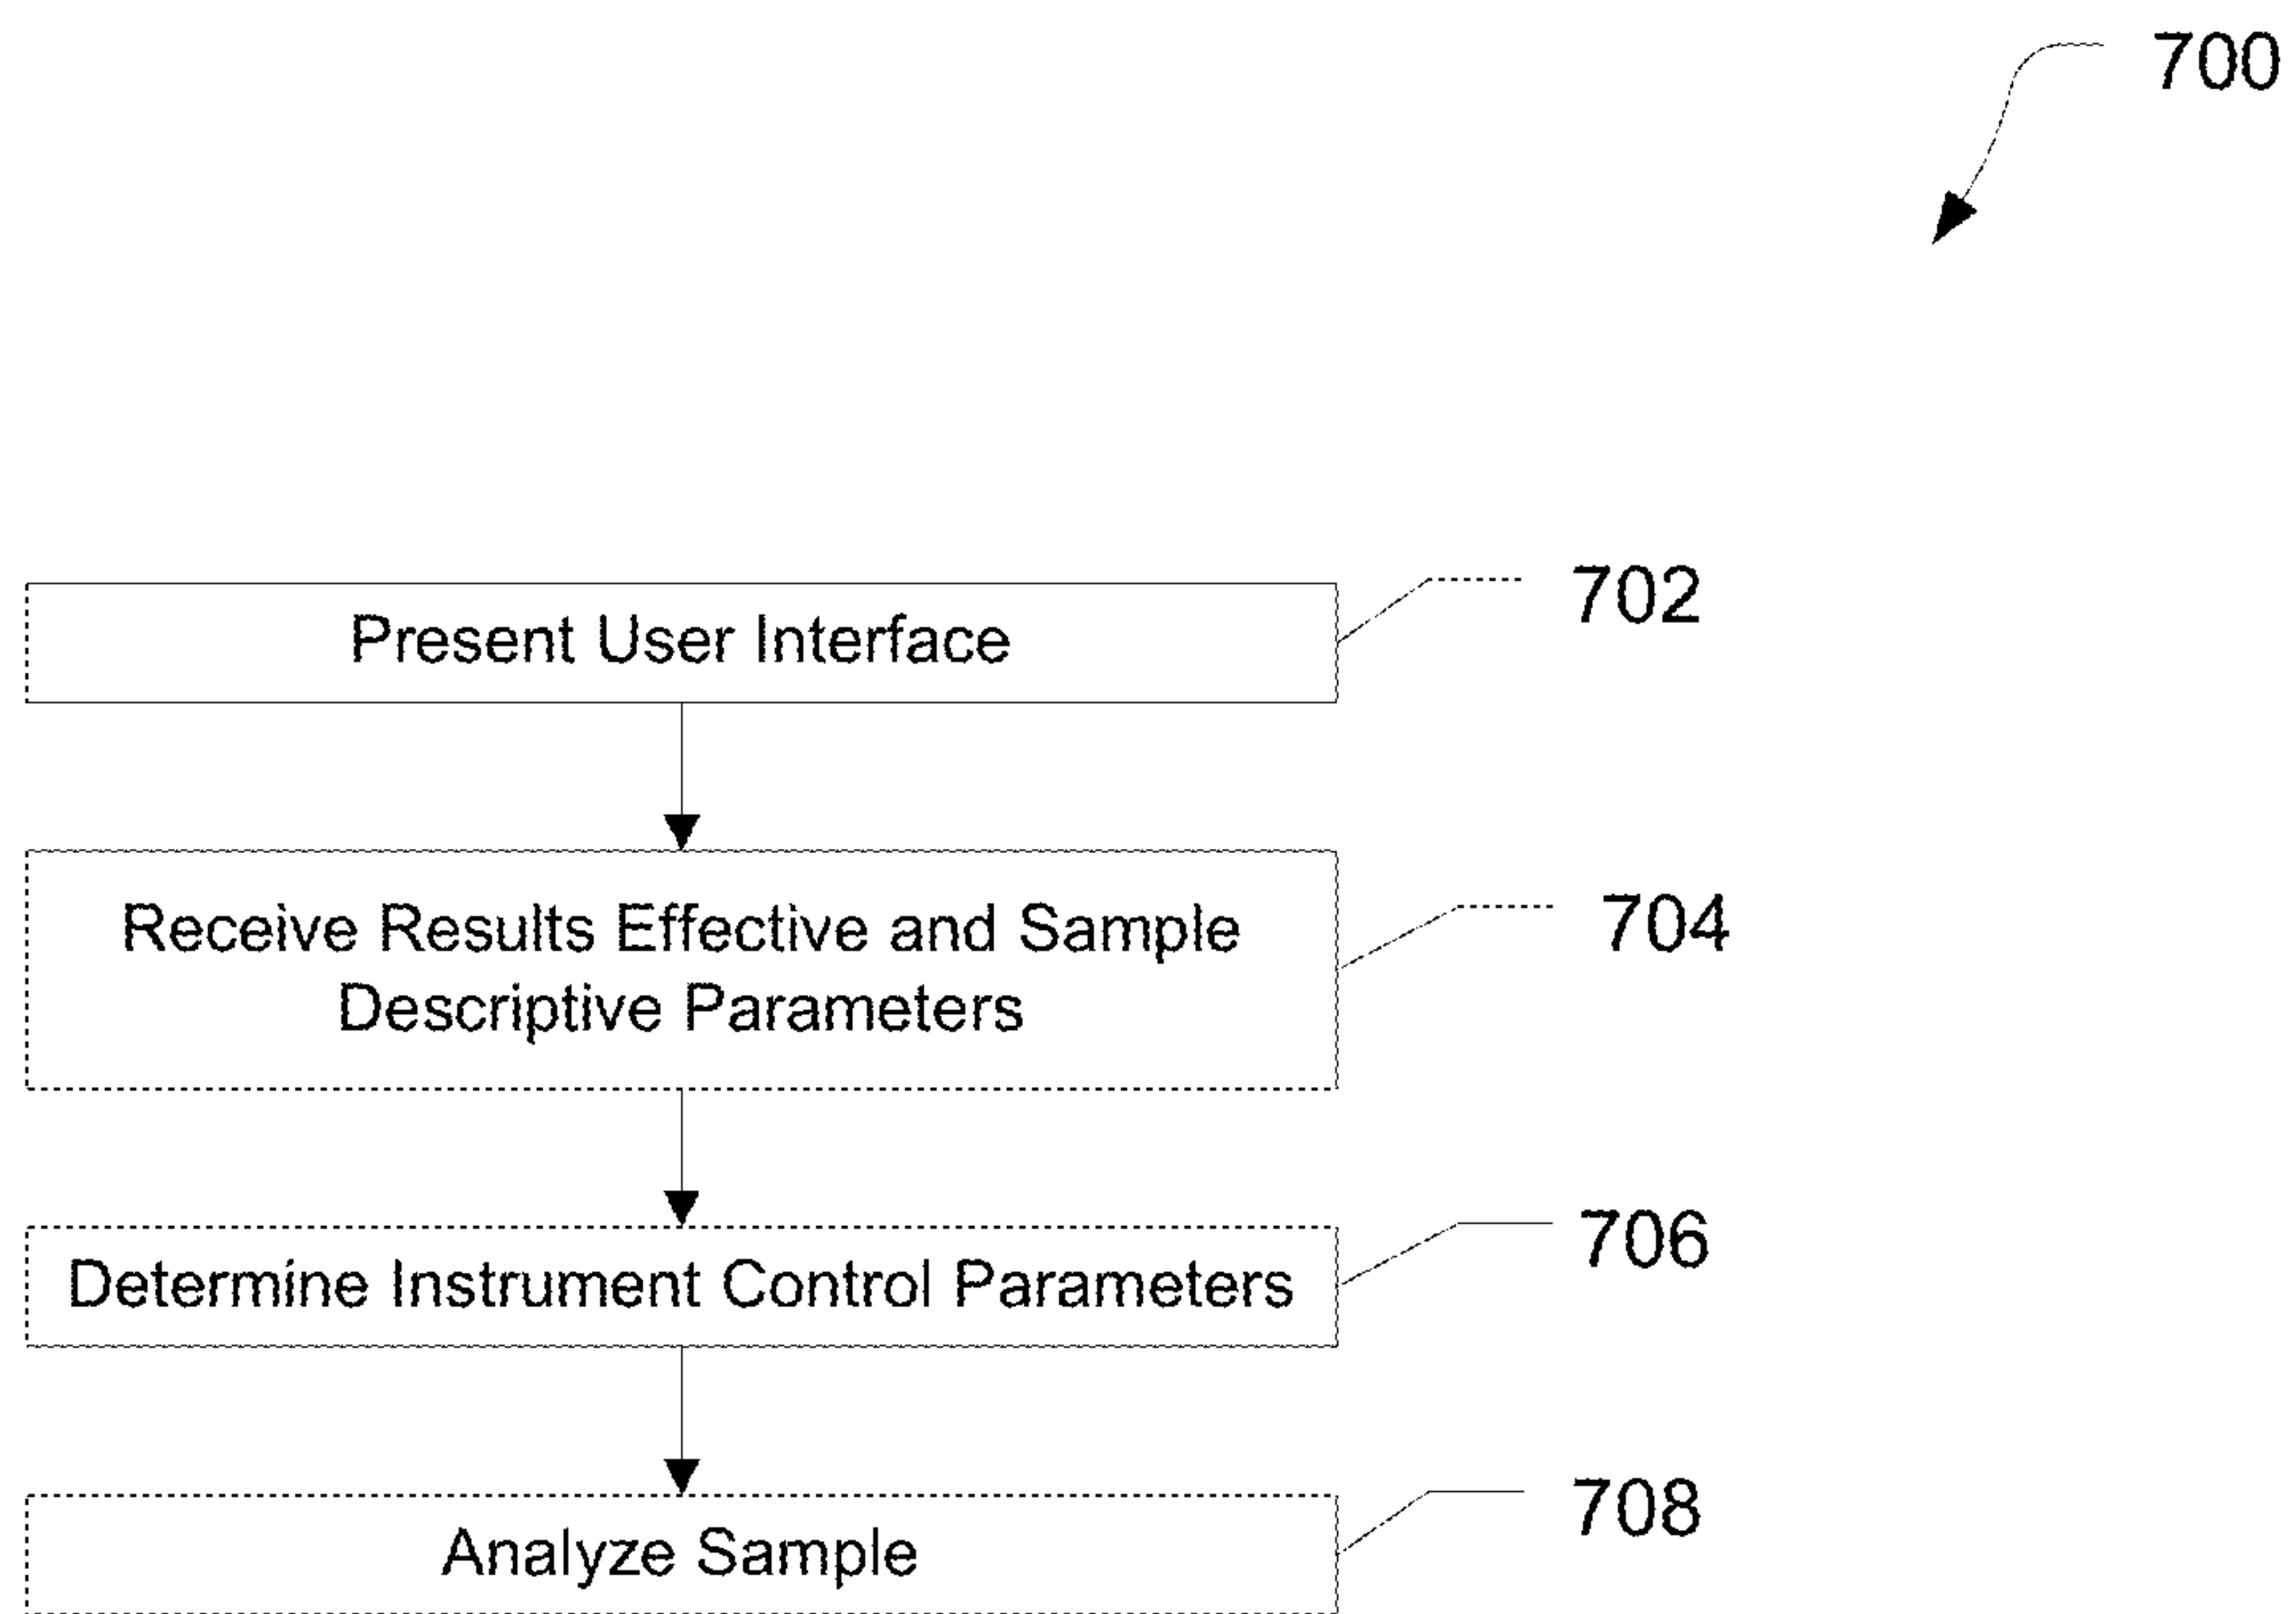 700
Present User Interface
702
Receive Results Effective and Sample
Descriptive Parameters
704
Determine Instrument Control Parameters
706
Analyze Sample
708